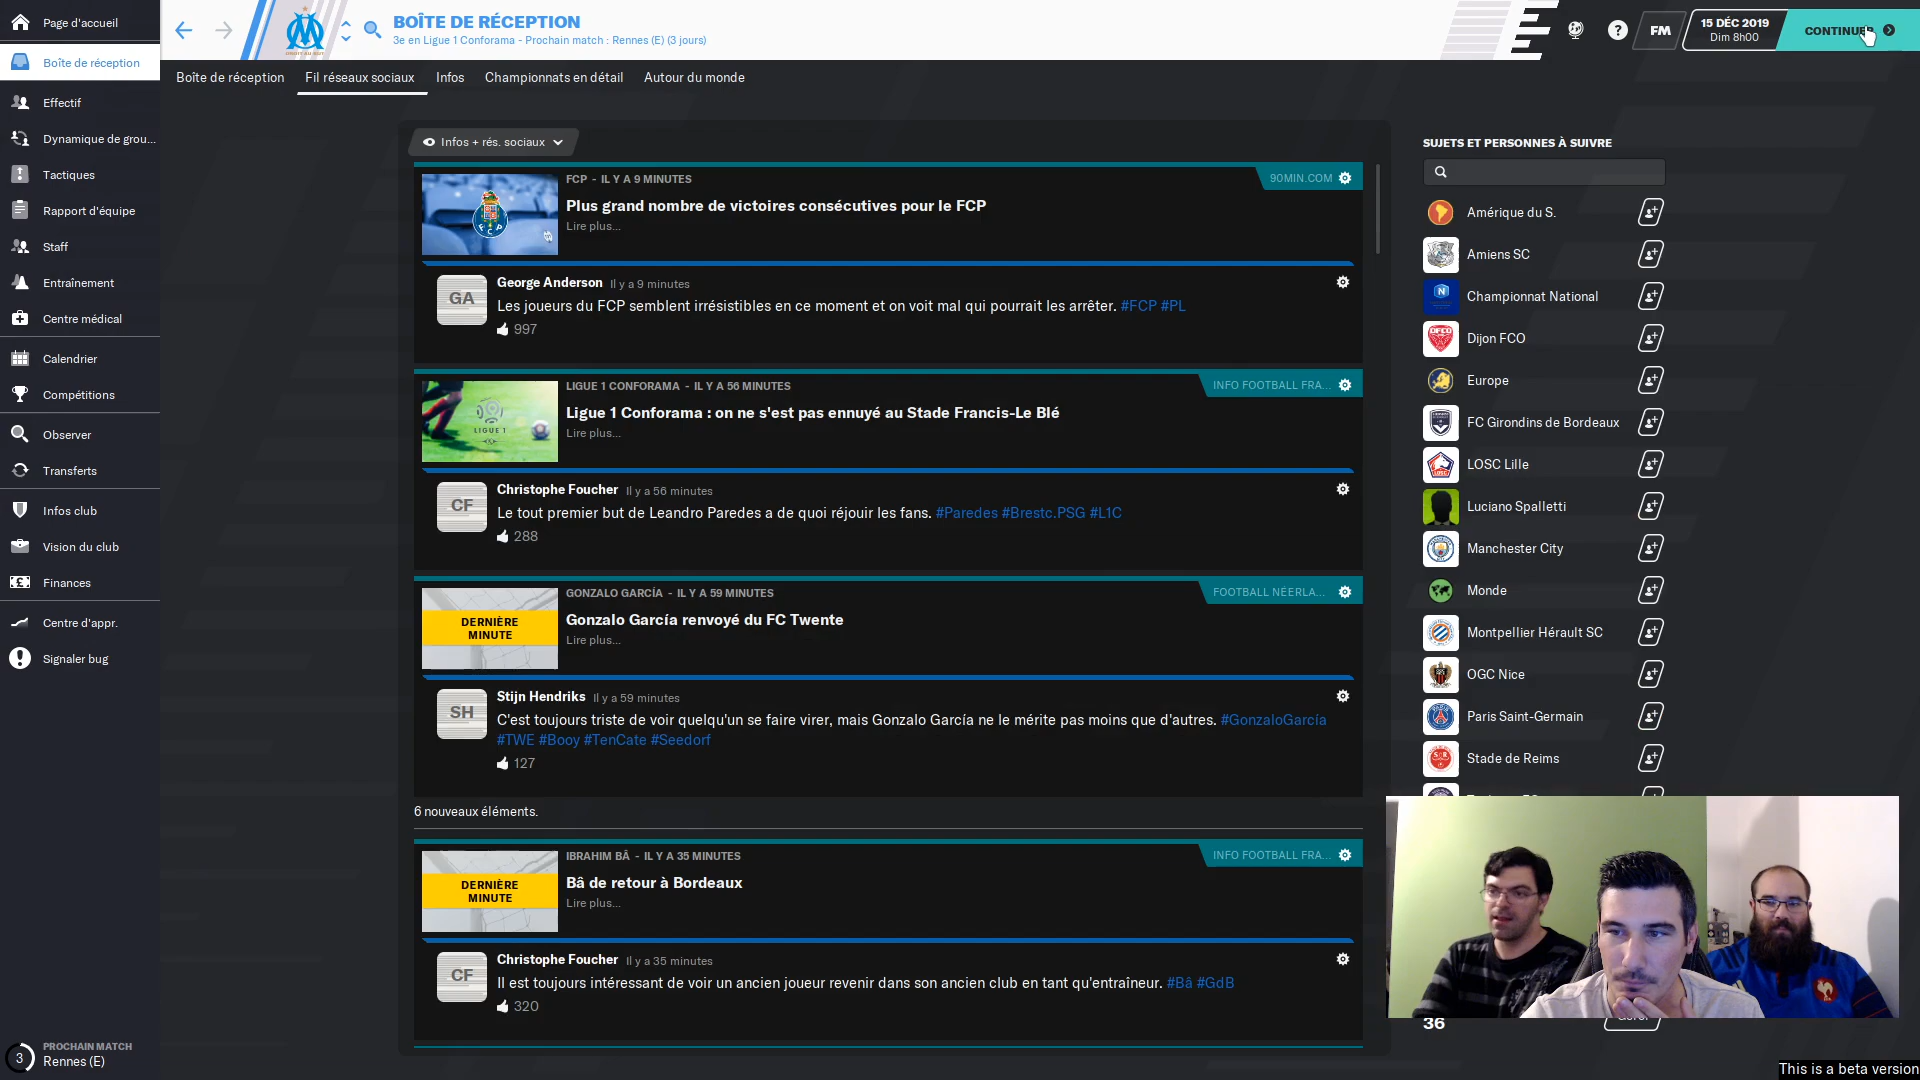 Page d'accueil
Boîte de réception
Effectif
Dynamique de grou...
Tactiques
Rapport d'équipe
Staff
Entraînement
Centre médical
Calendrier
Compétitions
Observer
Transferts
Infos club
Vision du club
Finances
Centre d'appr.
Signaler bug
3
PROCHAIN MATCH
Rennes (E)
BOÎTE DE RÉCEPTION
3e en Ligue 1 Conforama - Prochain match : Rennes (E) (3 jours)
?
FM
15 DÉC 2019
Dim 8h00
CONTINUER
Boîte de réception
Fil réseaux sociaux
Infos
Championnats en détail
Autour du monde
Infos + rés. sociaux
FCP - IL Y A 9 MINUTES
90MIN.COM
Plus grand nombre de victoires consécutives pour le FCP
Lire plus...
GA
George Anderson Il y a 9 minutes
Les joueurs du FCP semblent irrésistibles en ce moment et on voit mal qui pourrait les arrêter. #FCP #PL
997
LIGUE 1 CONFORAMA - IL Y A 56 MINUTES
INFO FOOTBALL FRA...
LIGUE 1
Ligue 1 Conforama : on ne s'est pas ennuyé au Stade Francis-Le Blé
Lire plus...
CF
Christophe Foucher Il y a 56 minutes
Le tout premier but de Leandro Paredes a de quoi réjouir les fans. #Paredes #Brestc.PSG #L1C
288
GONZALO GARCÍA - IL Y A 59 MINUTES
FOOTBALL NÉERLA...
DERNIÈRE
MINUTE
Gonzalo García renvoyé du FC Twente
Lire plus...
SH
Stijn Hendriks Il y a 59 minutes
C'est toujours triste de voir quelqu'un se faire virer, mais Gonzalo García ne le mérite pas moins que d'autres. #GonzaloGarcía
#TWE #Booy #TenCate #Seedorf
127
6 nouveaux éléments.
IBRAHIM BÂ - IL Y A 35 MINUTES
INFO FOOTBALL FRA...
DERNIÈRE
MINUTE
Bâ de retour à Bordeaux
Lire plus...
CF
Christophe Foucher Il y a 35 minutes
Il est toujours intéressant de voir un ancien joueur revenir dans son ancien club en tant qu'entraîneur. #Bâ #GdB
320
SUJETS ET PERSONNES À SUIVRE
Amérique du S.
Amiens SC
Championnat National
Dijon FCO
Europe
FC Girondins de Bordeaux
LOSC Lille
Luciano Spalletti
Manchester City
Monde
Montpellier Hérault SC
OGC Nice
Paris Saint-Germain
Stade de Reims
36
This is a beta version